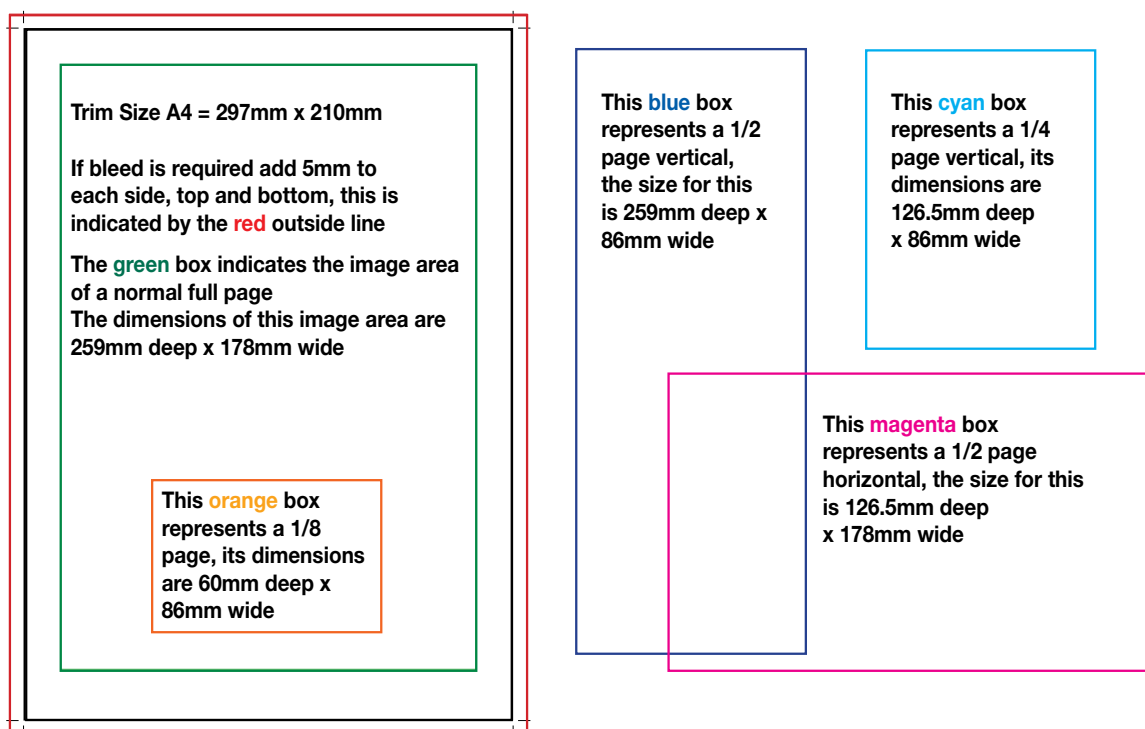 Trim Size A4 = 297mm x 210mm
If bleed is required add 5mm to
each side, top and bottom, this is
indicated by the red outside line
The green box indicates the image area
of a normal full page
The dimensions of this image area are
259mm deep x 178mm wide
This orange box
represents a 1/8
page, its dimensions
are 60mm deep x
86mm wide
This blue box
represents a 1/2
page vertical,
the size for this
is 259mm deep x
86mm wide
This cyan box
represents a 1/4
page vertical, its
dimensions are
126.5mm deep
x 86mm wide
This magenta box
represents a 1/2 page
horizontal, the size for this
is 126.5mm deep
x 178mm wide